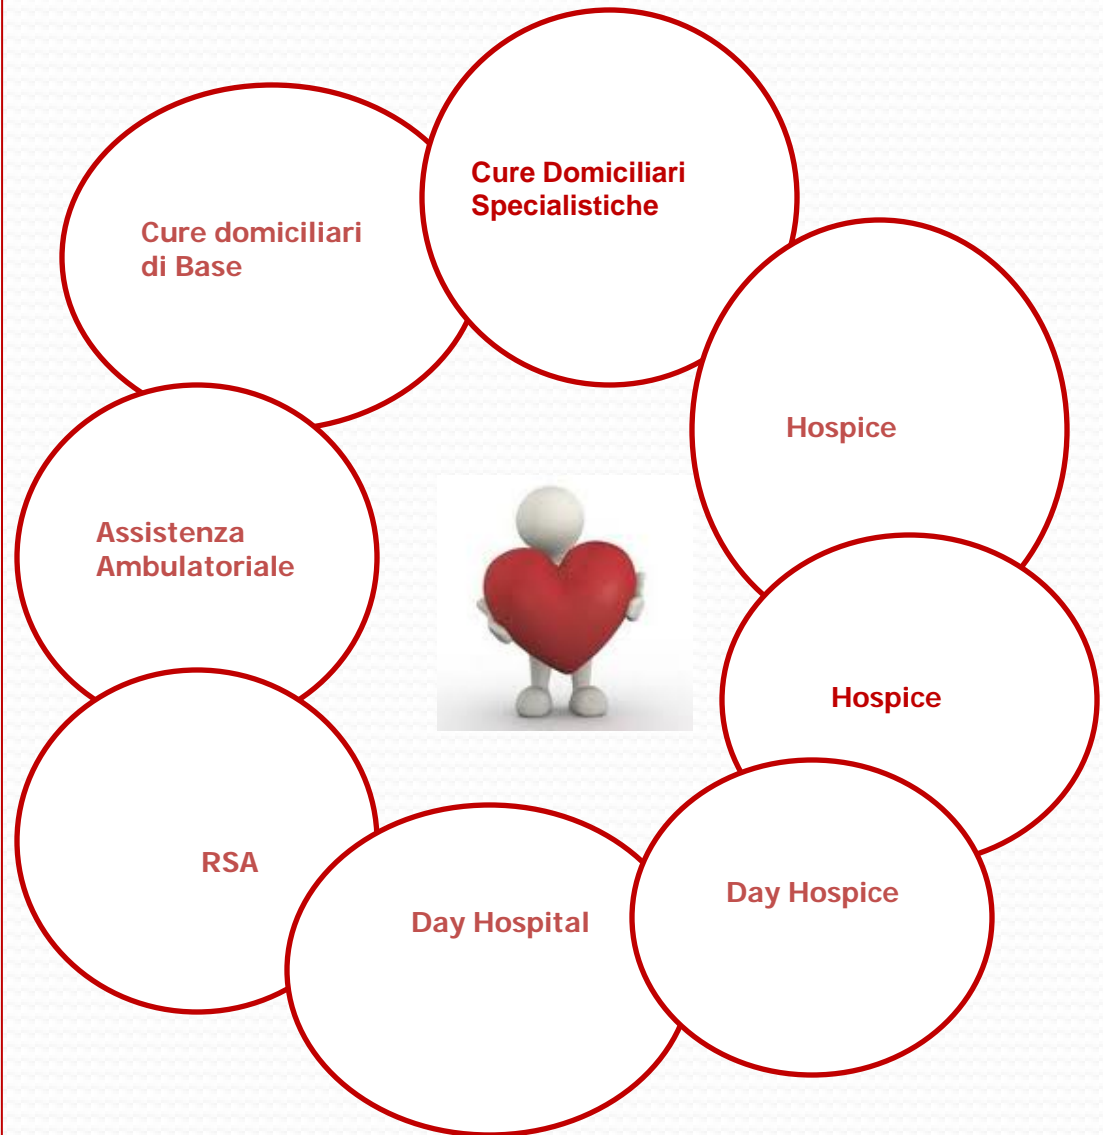 Cure Domiciliari
Specialistiche
Cure domiciliari
di Base
Hospice
Assistenza
Ambulatoriale
Hospice
RSA
Day Hospice
Day Hospital